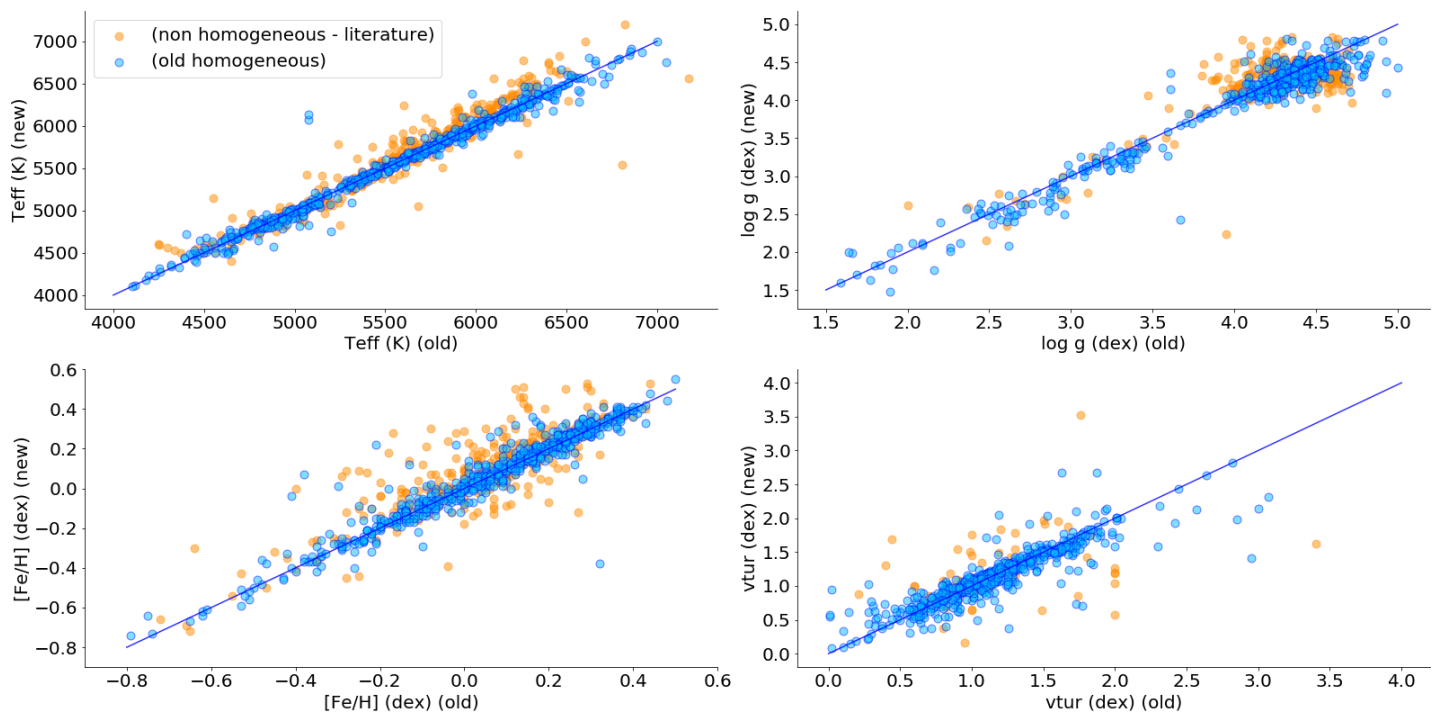 (non homogeneous - literature)
(old homogeneous)
7000
6500
6000
5500
5000
4500
4000
Teff (K) (new)
4000 4500 5000 5500 6000 6500 7000
Teff (K) (old)
5.0
4.5
4.0
3.5
3.0
2.5
2.0
1.5
log g (dex) (new)
1.5 2.0 2.5 3.0 3.5 4.0 4.5 5.0
log g (dex) (old)
0.6
0.4
0.2
0.0
−0.2
−0.4
−0.6
−0.8
[Fe/H] (dex) (new)
−0.8 −0.6 −0.4 −0.2 0.0 0.2 0.4 0.6
[Fe/H] (dex) (old)
4.0
3.5
3.0
2.5
2.0
1.5
1.0
0.5
0.0
vtur (dex) (new)
0.0 0.5 1.0 1.5 2.0 2.5 3.0 3.5 4.0
vtur (dex) (old)